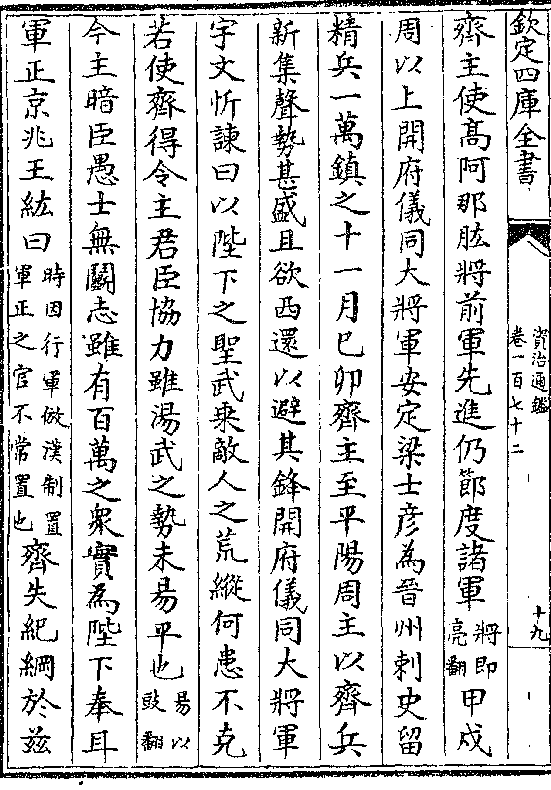 欽定四庫全書
資治通鑑
卷一百七十二
十九
齊主使高阿那肱將前軍先進仍節度諸軍將即亮翻甲戍
周以上開府儀同大將軍安定梁士彥為晉州刺史留
精兵一萬鎮之十一月己卯齊主至平陽周主以齊兵
新集聲勢甚盛且欲西還以避其鋒開府儀同大將軍
宇文忻諫曰以陛下之聖武乗敵人之荒縱何患不克
若使齊得令主君臣協力雖湯武之勢未易平也易以豉翻
今主暗臣愚士無鬭志雖有百萬之衆實為陛下奉耳
軍正京兆王紘曰時因行軍倣漢制置軍正之官不常置也齊失紀綱於兹